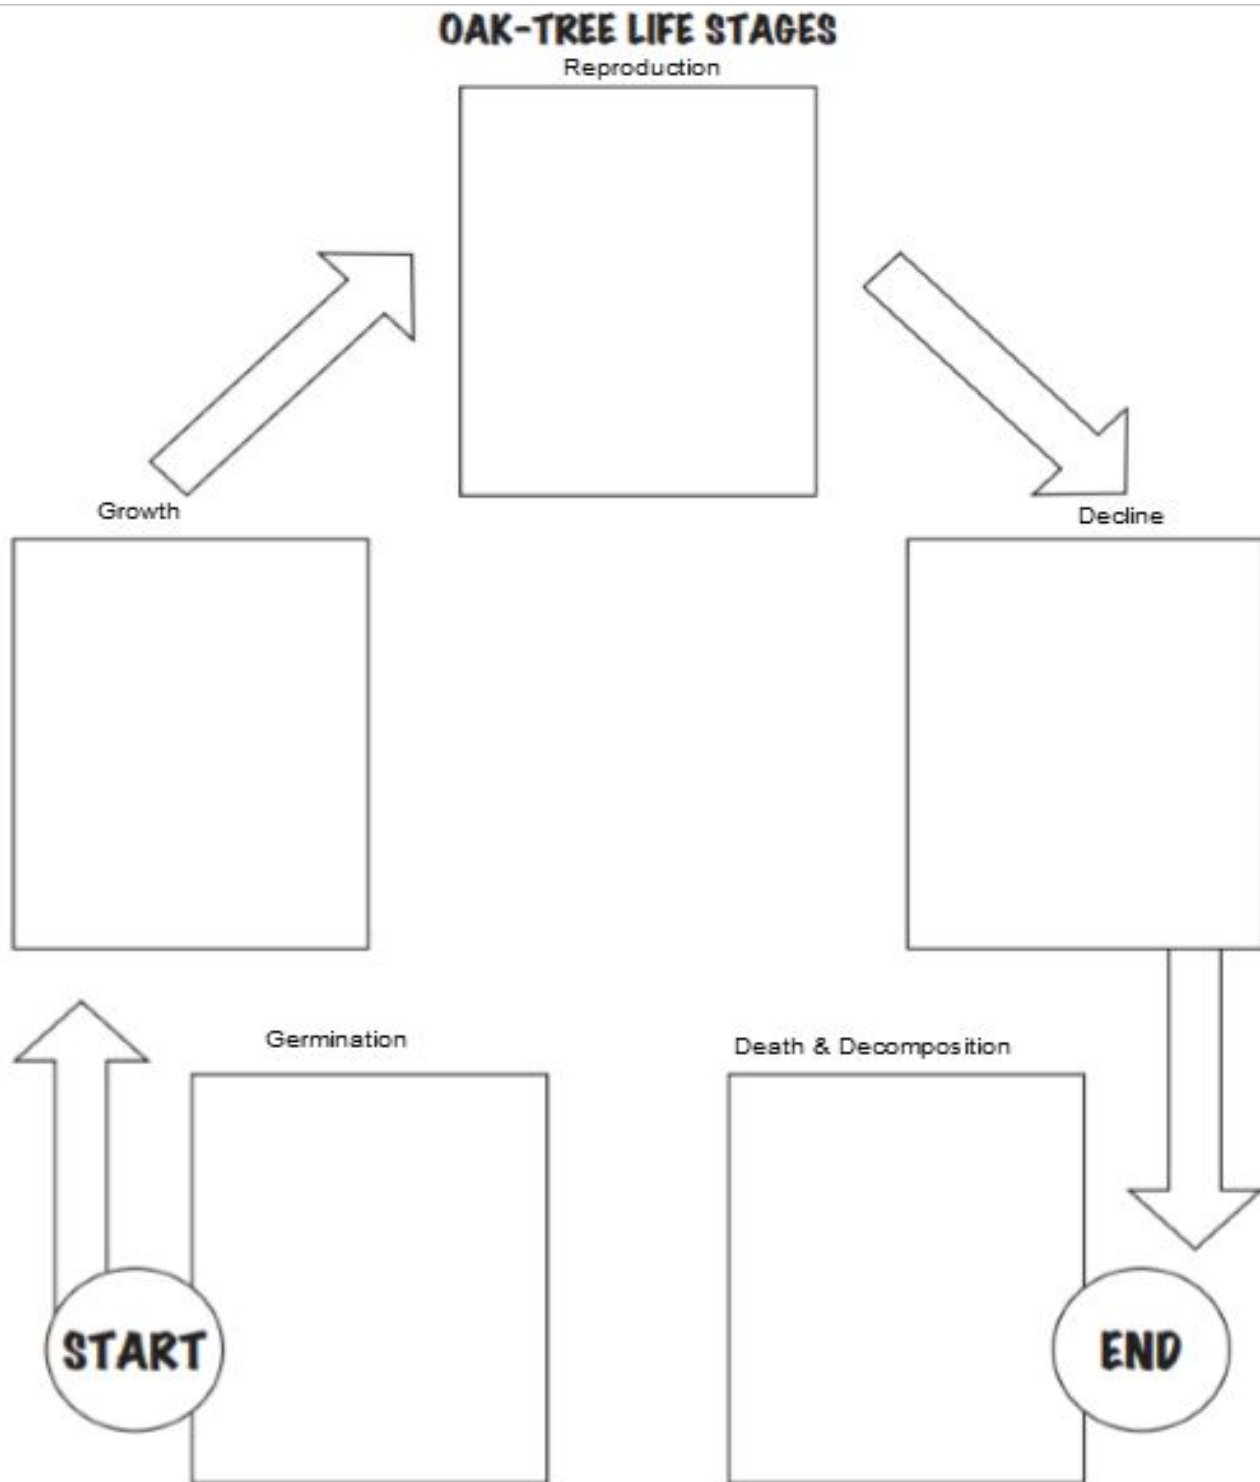 OAK-TREE LIFE STAGES
Reproduction
Growth
Decline
Germination
Death & Decomposition
START
END